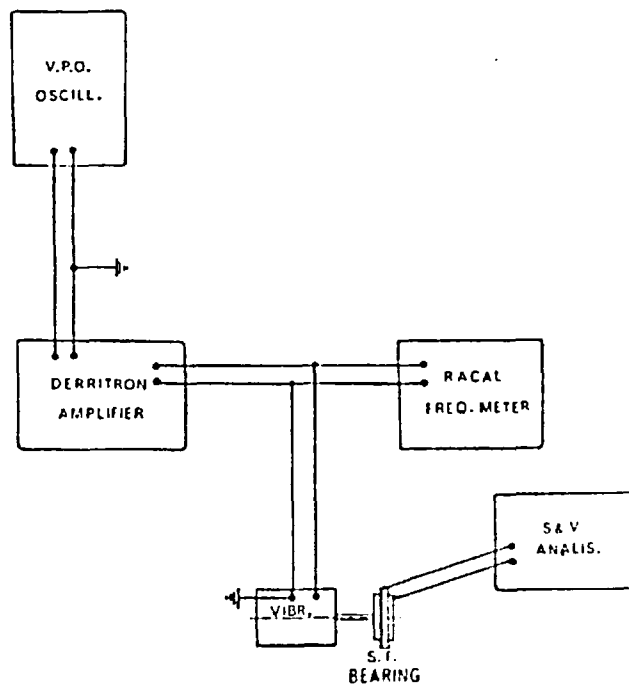 V.P.O.
OSCILL.
DERRITRON
AMPLIFIER
RACAL
FREQ. METER
S & V
ANALIS.
VIBR.
S.F.
BEARING